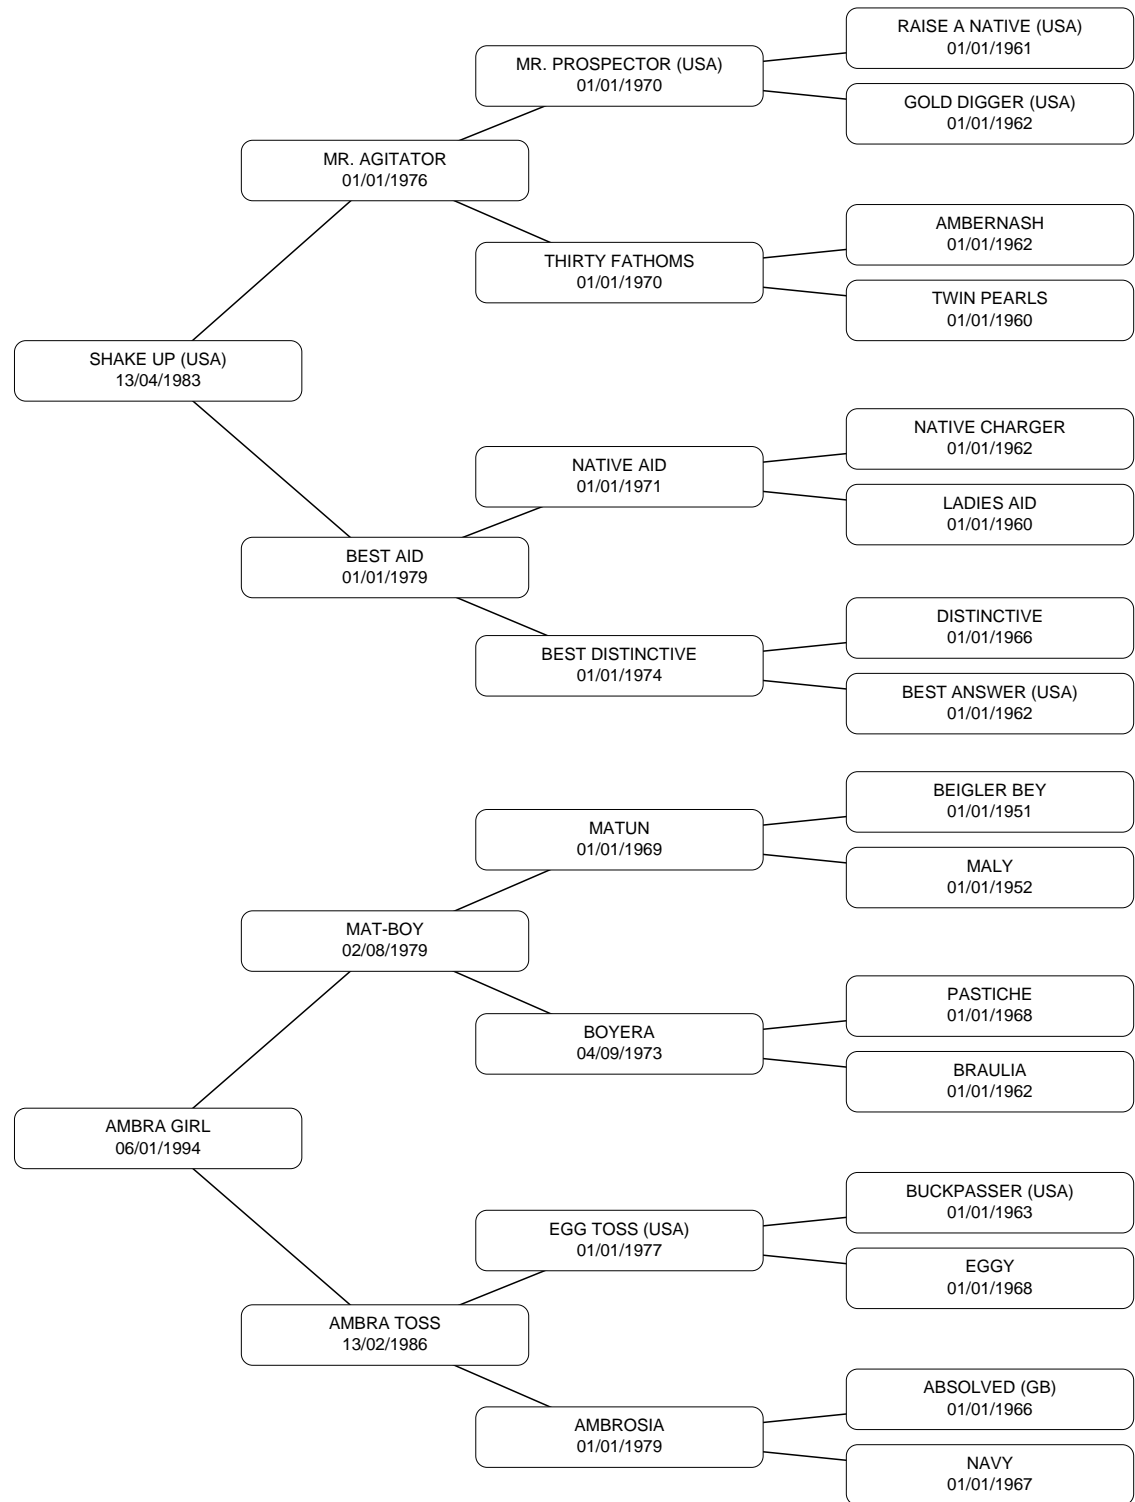 RAISE A NATIVE (USA)
01/01/1961
MR. PROSPECTOR (USA)
01/01/1970
GOLD DIGGER (USA)
01/01/1962
MR. AGITATOR
01/01/1976
AMBERNASH
01/01/1962
THIRTY FATHOMS
01/01/1970
TWIN PEARLS
01/01/1960
SHAKE UP (USA)
13/04/1983
NATIVE CHARGER
01/01/1962
NATIVE AID
01/01/1971
LADIES AID
01/01/1960
BEST AID
01/01/1979
DISTINCTIVE
01/01/1966
BEST DISTINCTIVE
01/01/1974
BEST ANSWER (USA)
01/01/1962
BEIGLER BEY
01/01/1951
MATUN
01/01/1969
MALY
01/01/1952
MAT-BOY
02/08/1979
PASTICHE
01/01/1968
BOYERA
04/09/1973
BRAULIA
01/01/1962
AMBRA GIRL
06/01/1994
BUCKPASSER (USA)
01/01/1963
EGG TOSS (USA)
01/01/1977
EGGY
01/01/1968
AMBRA TOSS
13/02/1986
ABSOLVED (GB)
01/01/1966
AMBROSIA
01/01/1979
NAVY
01/01/1967